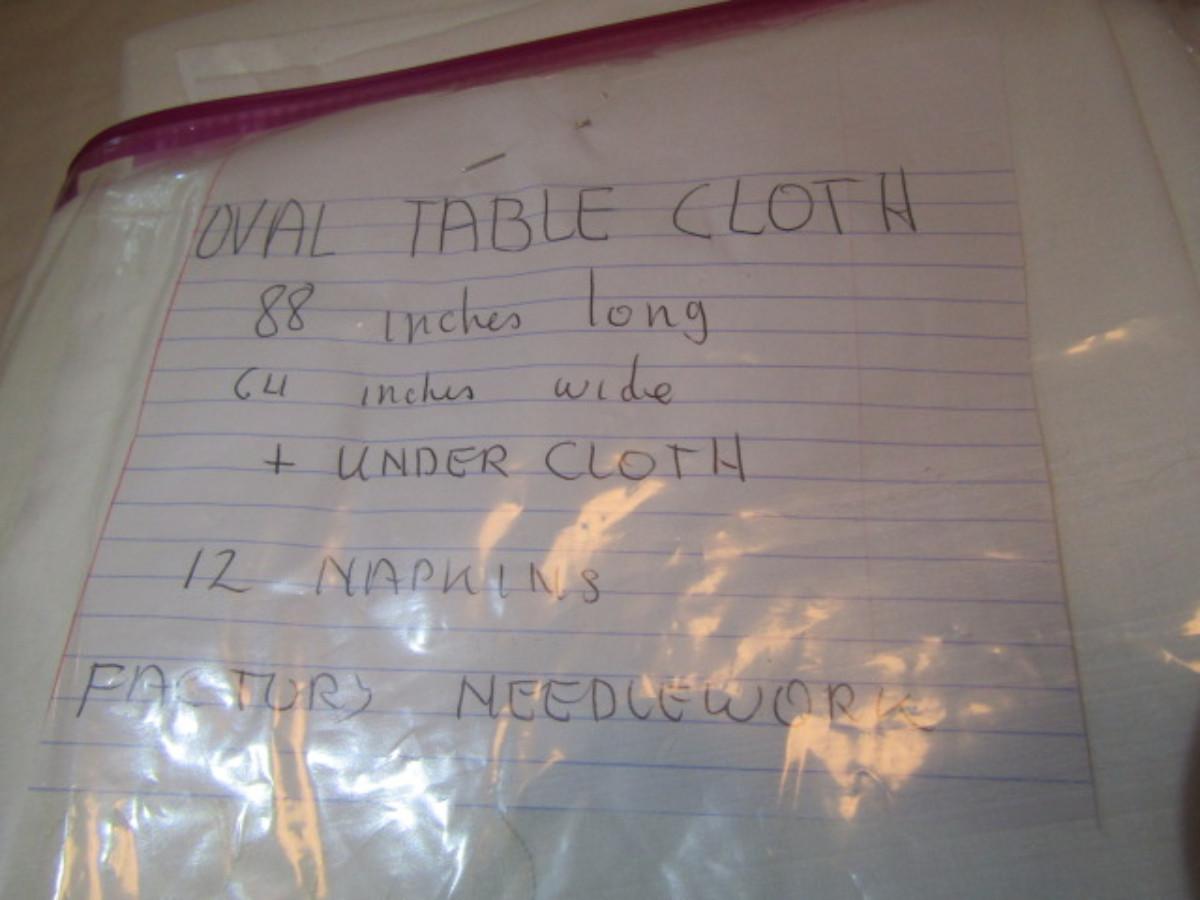 OVAL TABLE CLOTH
88 inches long
64 inches wide
+ UNDER CLOTH
12 NAPKINS
FACTORY NEEDLEWORK